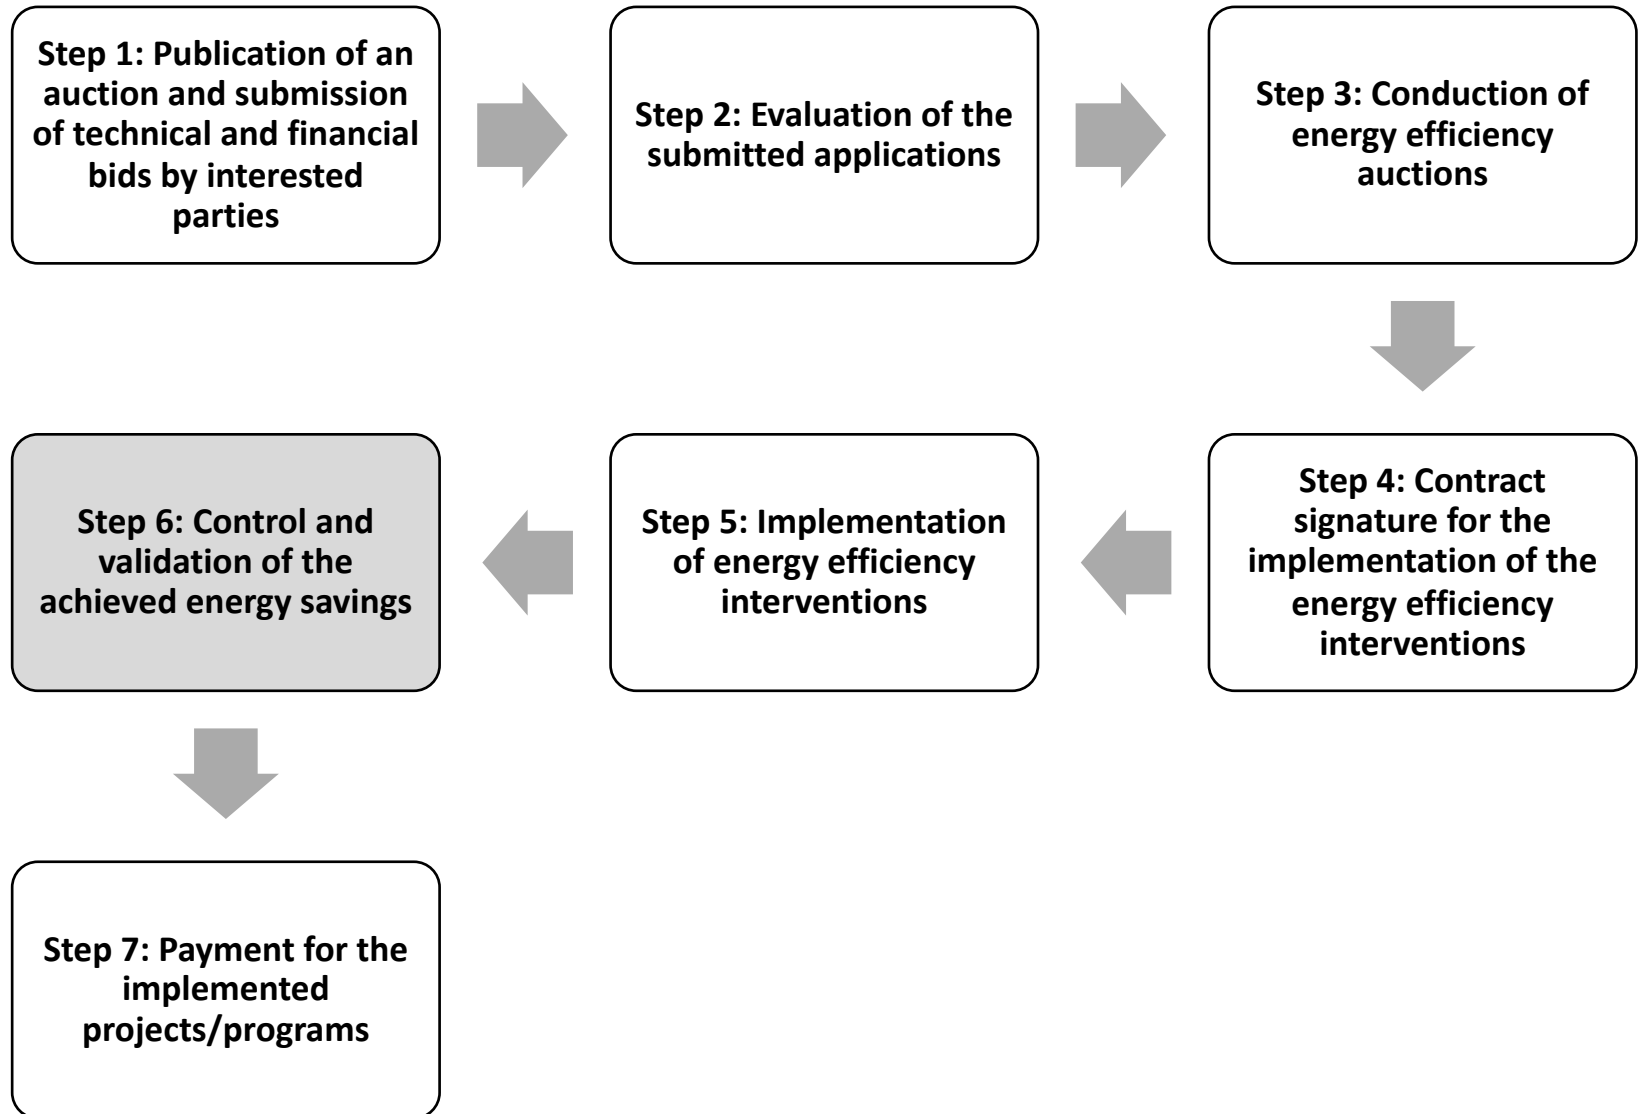 Step 1: Publication of an
auction and submission
of technical and financial
bids by interested
parties
Step 2: Evaluation of the
submitted applications
Step 3: Conduction of
energy efficiency
auctions
Step 4: Contract
signature for the
implementation of the
energy efficiency
interventions
Step 5: Implementation
of energy efficiency
interventions
Step 6: Control and
validation of the
achieved energy savings
Step 7: Payment for the
implemented
projects/programs